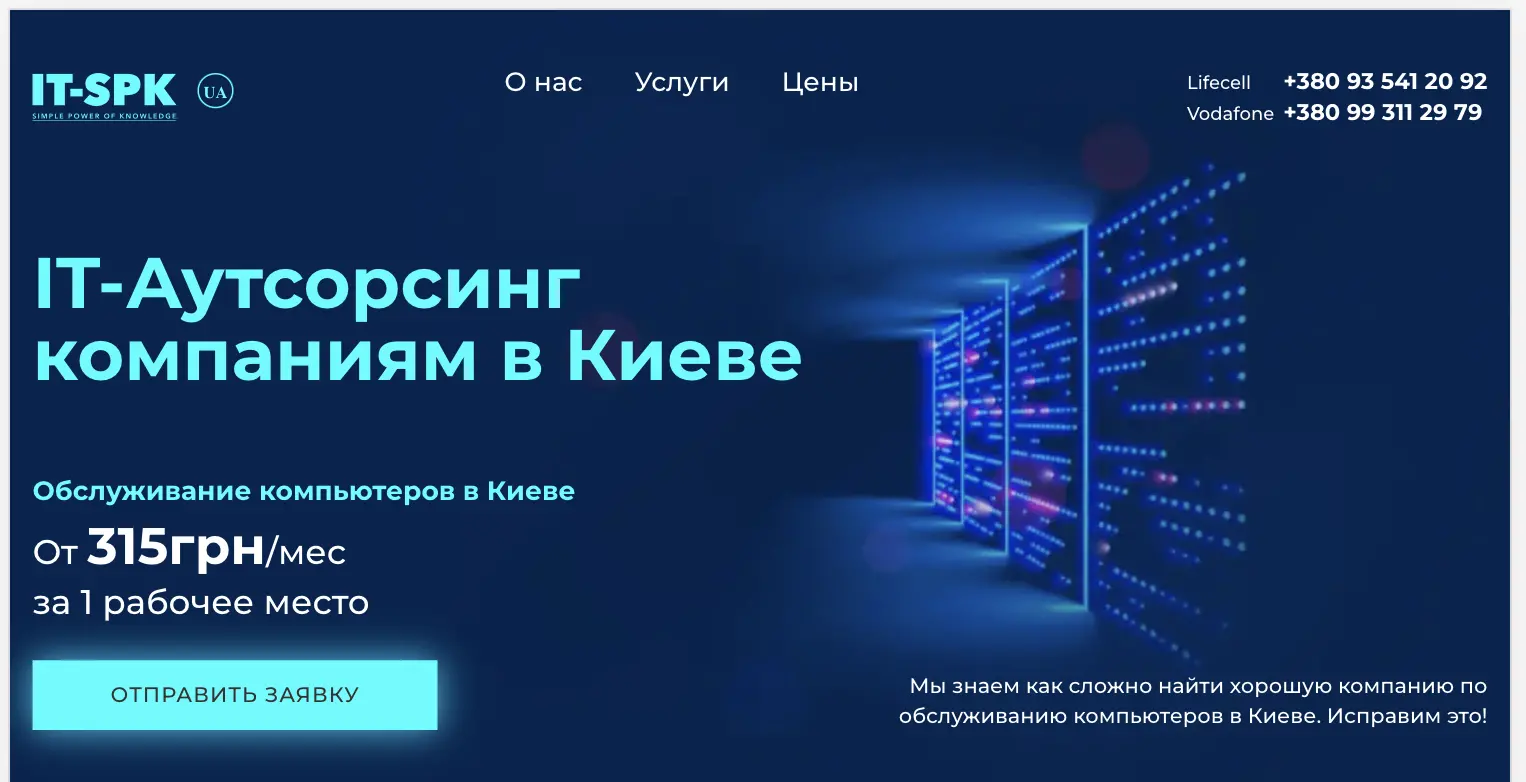 IT-SPK
SIMPLE POWER OF KNOWLEDGE
UA
О нас
Услуги
Цены
Lifecell +380 93 541 20 92
Vodafone +380 99 311 29 79
IT-Аутсорсинг
компаниям в Киеве
Обслуживание компьютеров в Киеве
От 315грн/мес
за 1 рабочее место
ОТПРАВИТЬ ЗАЯВКУ
Мы знаем как сложно найти хорошую компанию по
обслуживанию компьютеров в Киеве. Исправим это!